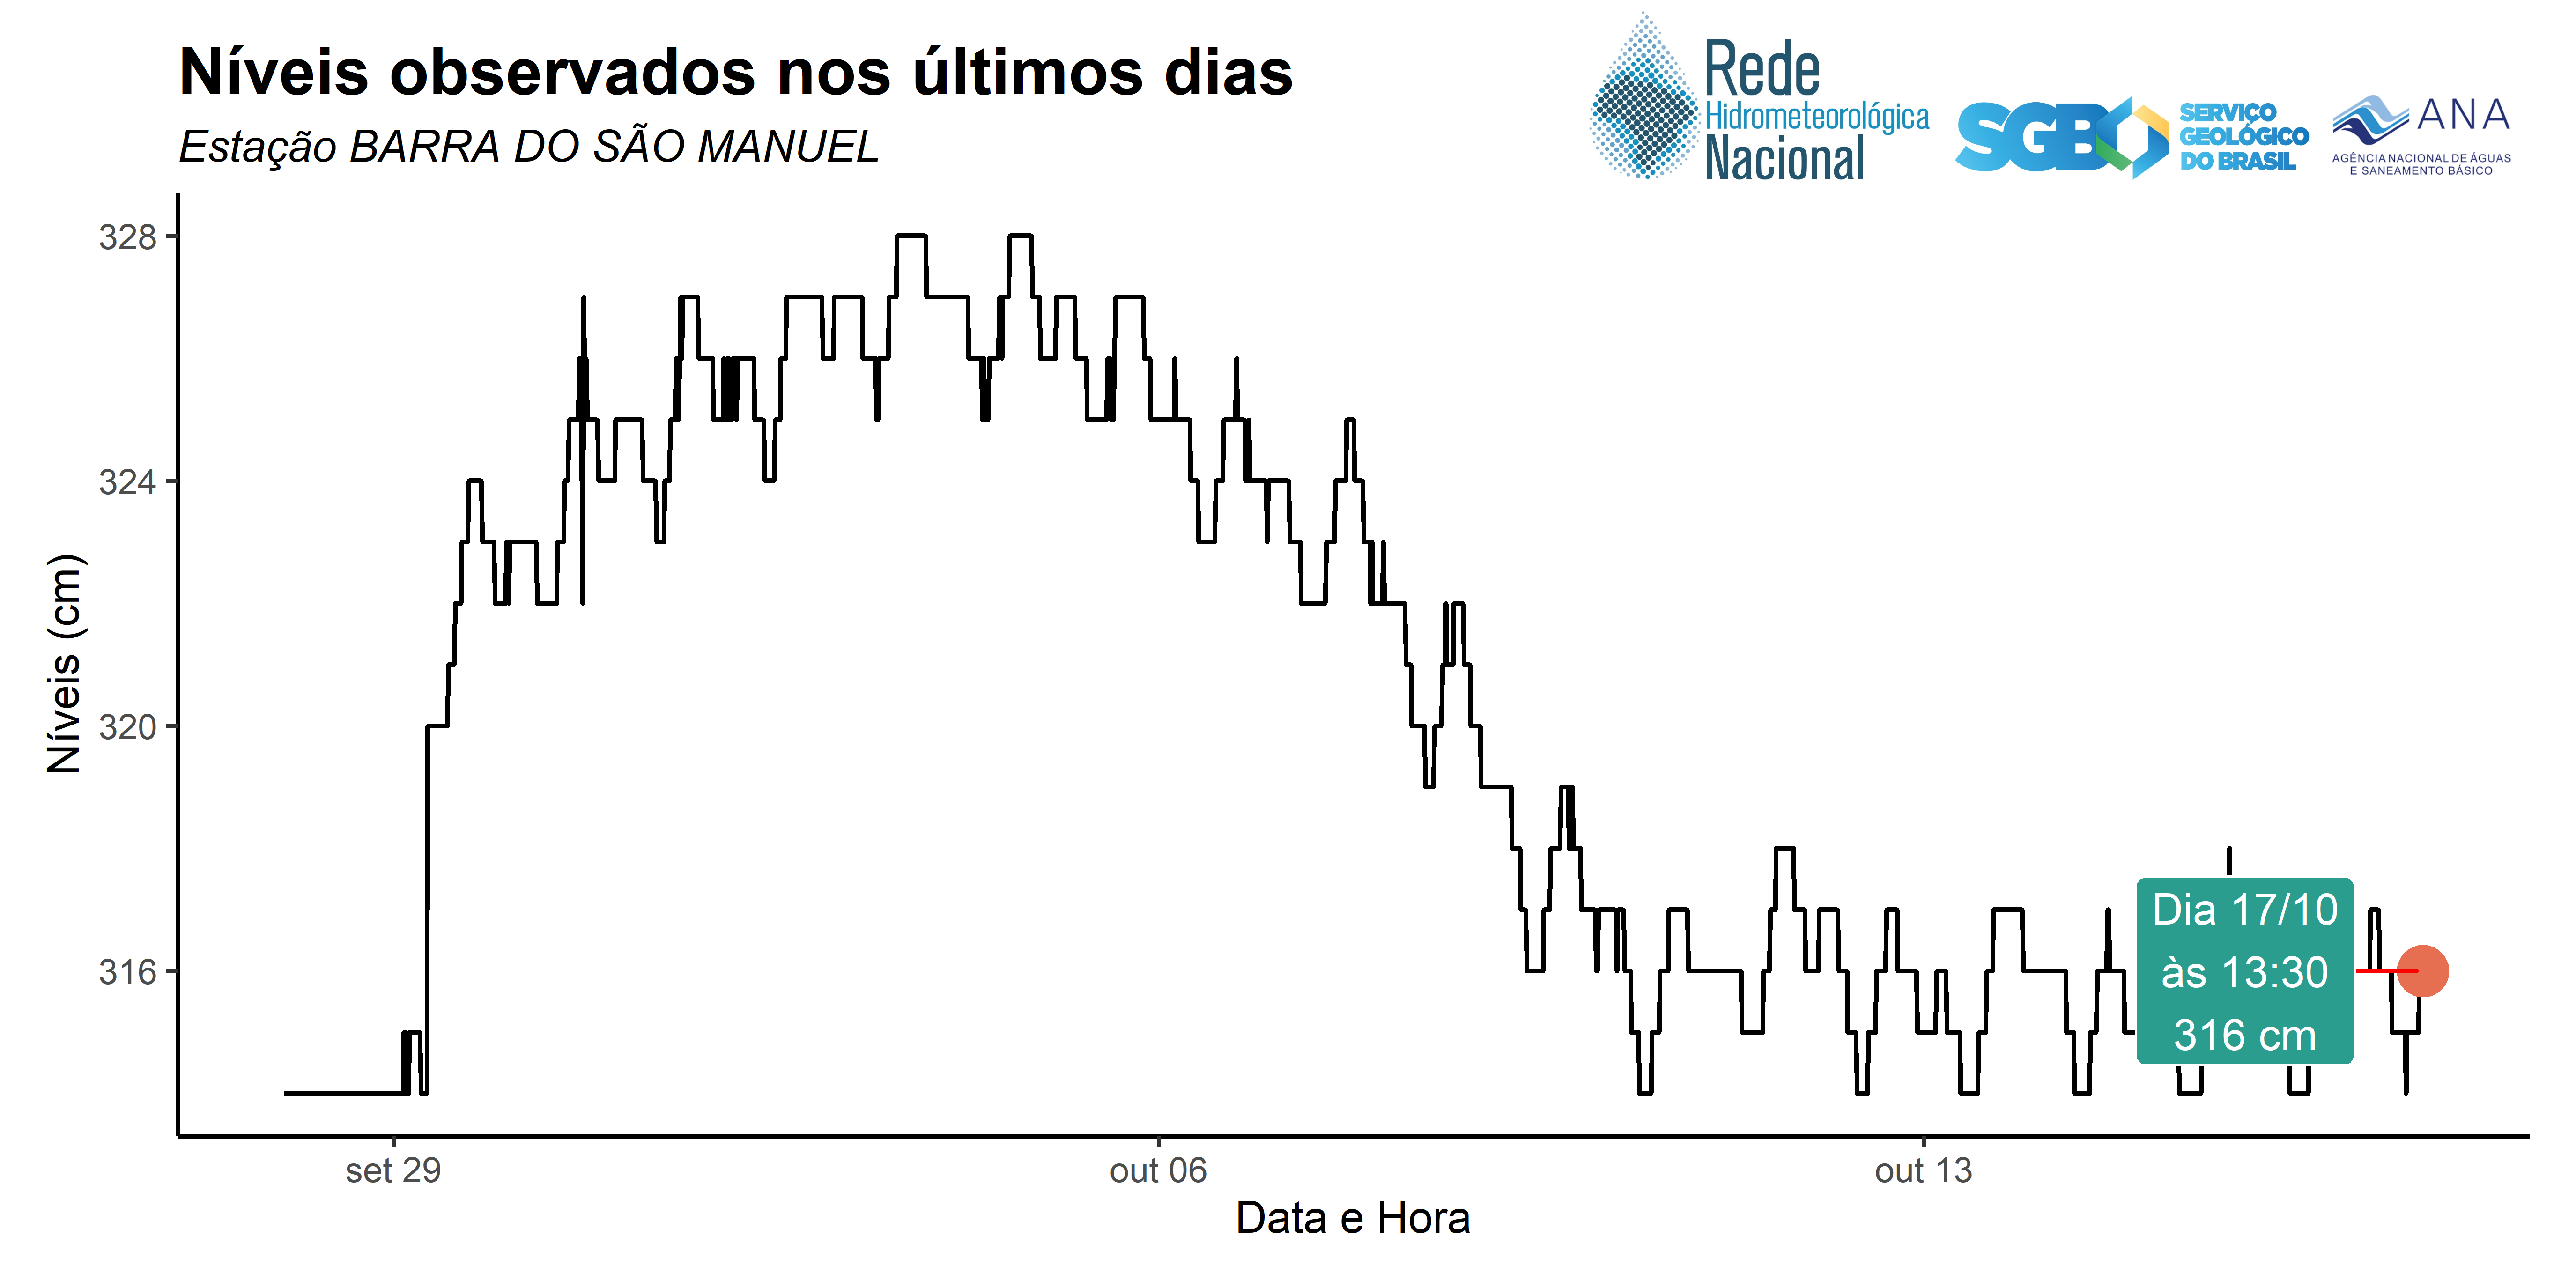 Níveis observados nos últimos dias
Estação BARRA DO SÃO MANUEL
Rede
Hidrometeorológica
Nacional
SGB
SERVIÇO
GEOLÓGICO
DO BRASIL
ANA
AGÊNCIA NACIONAL DE ÁGUAS
E SANEAMENTO BÁSICO
Níveis (cm)
328
324
320
316
Dia 17/10
às 13:30
316 cm
set 29
out 06
out 13
Data e Hora